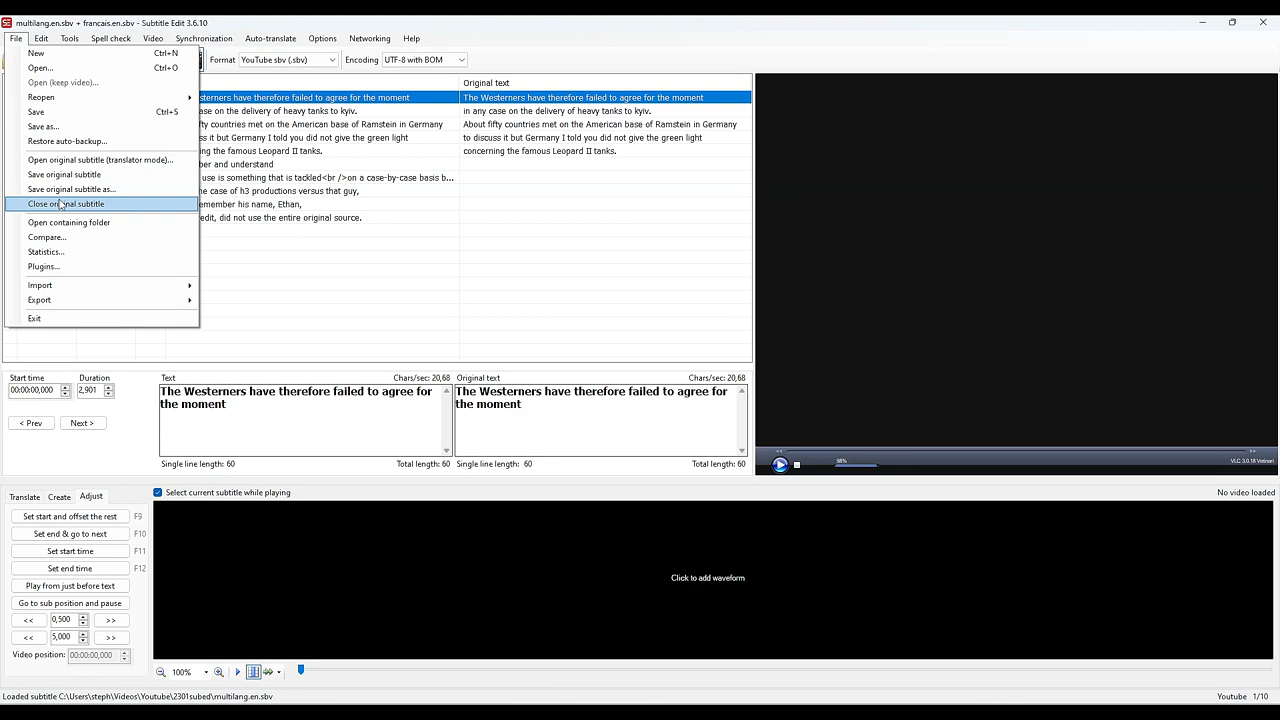 multilang.en.sbv + francais.en.sbv - Subtitle Edit 3.6.10
File Edit Tools Spell check Video Synchronization Auto-translate Options Networking Help
New Ctrl+N
Open... Ctrl+O
Open (keep video)...
Reopen
Save Ctrl+S
Save as...
Restore auto-backup...
Open original subtitle (translator mode)...
Save original subtitle
Save original subtitle as...
Close original subtitle
Open containing folder
Compare...
Statistics...
Plugins...
Import
Export
Exit
Format YouTube sbv (.sbv) Encoding UTF-8 with BOM
Original text
sterners have therefore failed to agree for the moment The Westerners have therefore failed to agree for the moment
ase on the delivery of heavy tanks to kyiv. in any case on the delivery of heavy tanks to kyiv.
fty countries met on the American base of Ramstein in Germany About fifty countries met on the American base of Ramstein in Germany
ss it but Germany I told you did not give the green light to discuss it but Germany I told you did not give the green light
ing the famous Leopard II tanks. concerning the famous Leopard II tanks.
ber and understand
use is something that is tackled<br />on a case-by-case basis b...
he case of h3 productions versus that guy,
emember his name, Ethan,
edit, did not use the entire original source.
Start time Duration
00:00:00,000 2,901
< Prev Next >
Text Chars/sec: 20,68
The Westerners have therefore failed to agree for
the moment
Single line length: 60 Total length: 60
Original text Chars/sec: 20,68
The Westerners have therefore failed to agree for
the moment
Single line length: 60 Total length: 60
98%
VLC 3.0.18 Vetinari
Translate Create Adjust
Select current subtitle while playing
No video loaded
Set start and offset the rest F9
Set end & go to next F10
Set start time F11
Set end time F12
Play from just before text
Go to sub position and pause
<< 0,500 >>
<< 5,000 >>
Video position: 00:00:00,000
Click to add waveform
100%
Loaded subtitle C:\Users\steph\Videos\Youtube\2301subed\multilang.en.sbv
Youtube 1/10